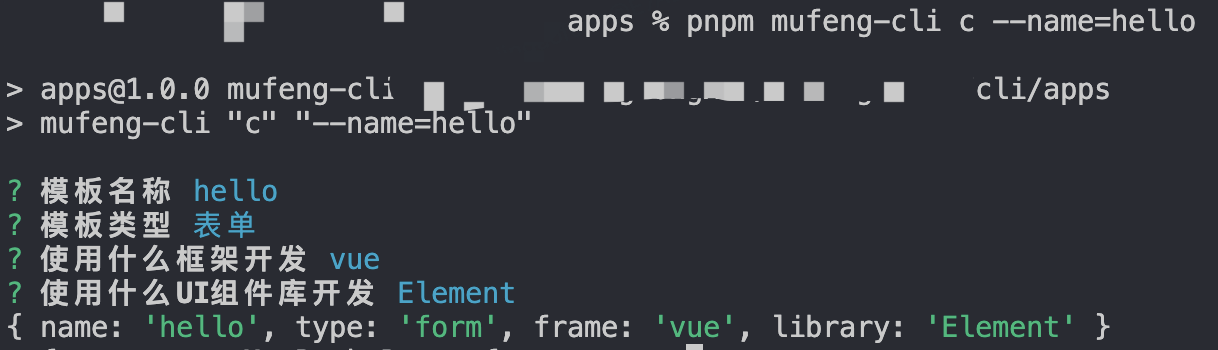 apps % pnpm mufeng-cli c --name=hello
> apps@1.0.0 mufeng-cli cli/apps
> mufeng-cli "c" "--name=hello"
? 模板名称 hello
? 模板类型 表单
? 使用什么框架开发 vue
? 使用什么UI组件库开发 Element
{ name: 'hello', type: 'form', frame: 'vue', library: 'Element' }